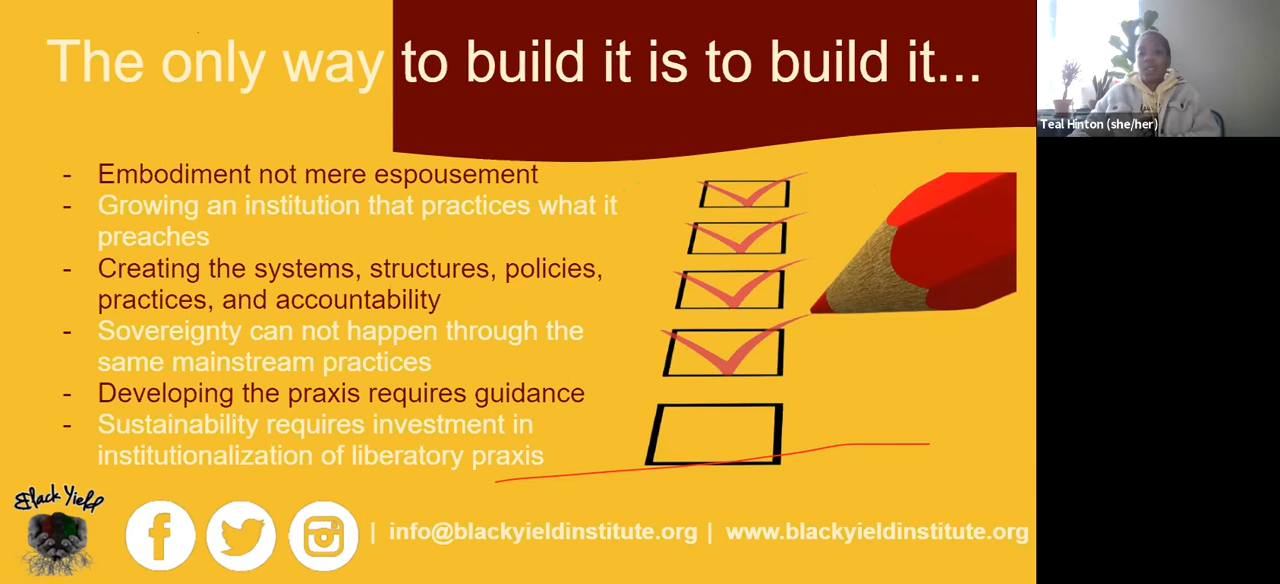 The only way to build it is to build it...
Teal Hinton (she/her)
- Embodiment not mere espousement
- Growing an institution that practices what it
preaches
- Creating the systems, structures, policies,
practices, and accountability
- Sovereignty can not happen through the
same mainstream practices
- Developing the praxis requires guidance
- Sustainability requires investment in
institutionalization of liberatory praxis
Black Yield
| info@blackyieldinstitute.org | www.blackyieldinstitute.org